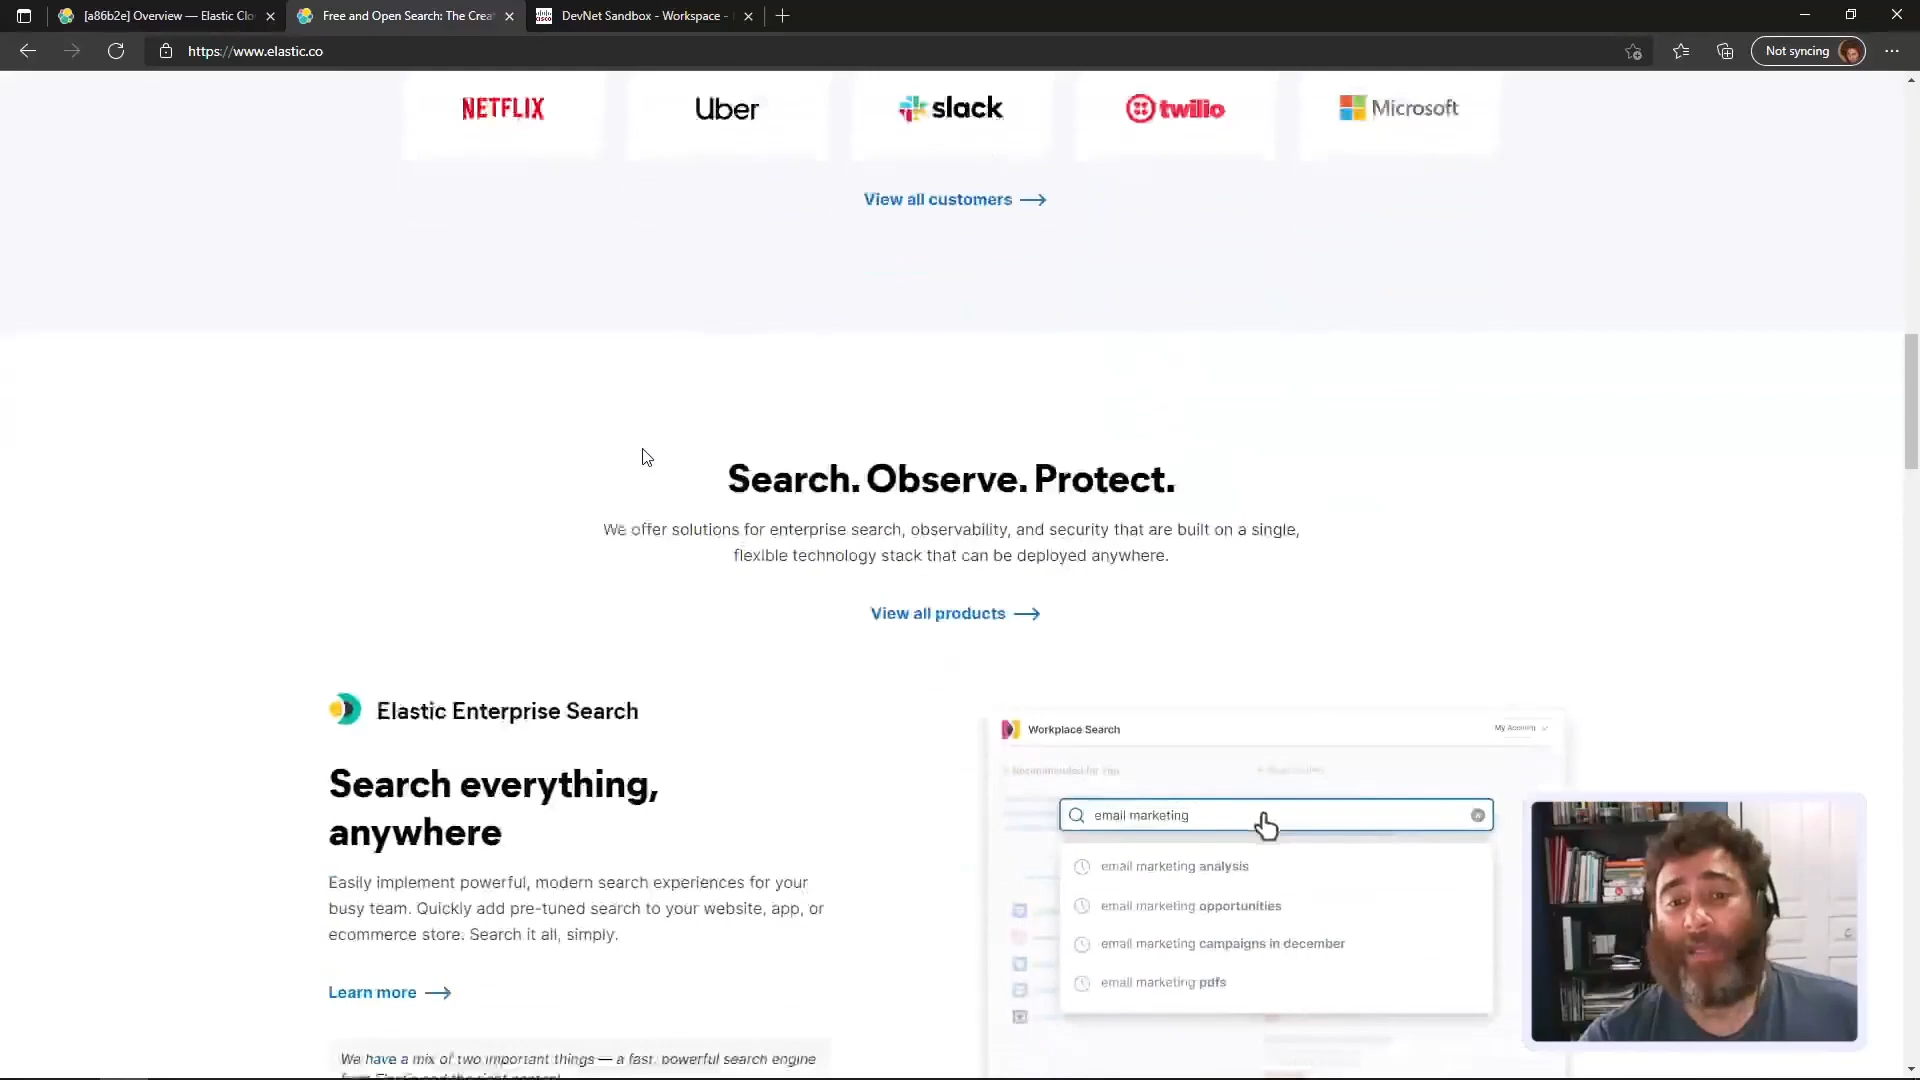 [a86b2e] Overview — Elastic Clo
Free and Open Search: The Crea
DevNet Sandbox - Workspace -
https://www.elastic.co
Not syncing
NETFLIX
Uber
slack
twilio
Microsoft
View all customers
Search. Observe. Protect.
We offer solutions for enterprise search, observability, and security that are built on a single,
flexible technology stack that can be deployed anywhere.
View all products
Elastic Enterprise Search
Search everything,
anywhere
Easily implement powerful, modern search experiences for your
busy team. Quickly add pre-tuned search to your website, app, or
ecommerce store. Search it all, simply.
Learn more
We have a mix of two important things — a fast, powerful search engine
Workplace Search
My Account
Recommended for You
email marketing
email marketing analysis
email marketing opportunities
email marketing campaigns in december
email marketing pdfs